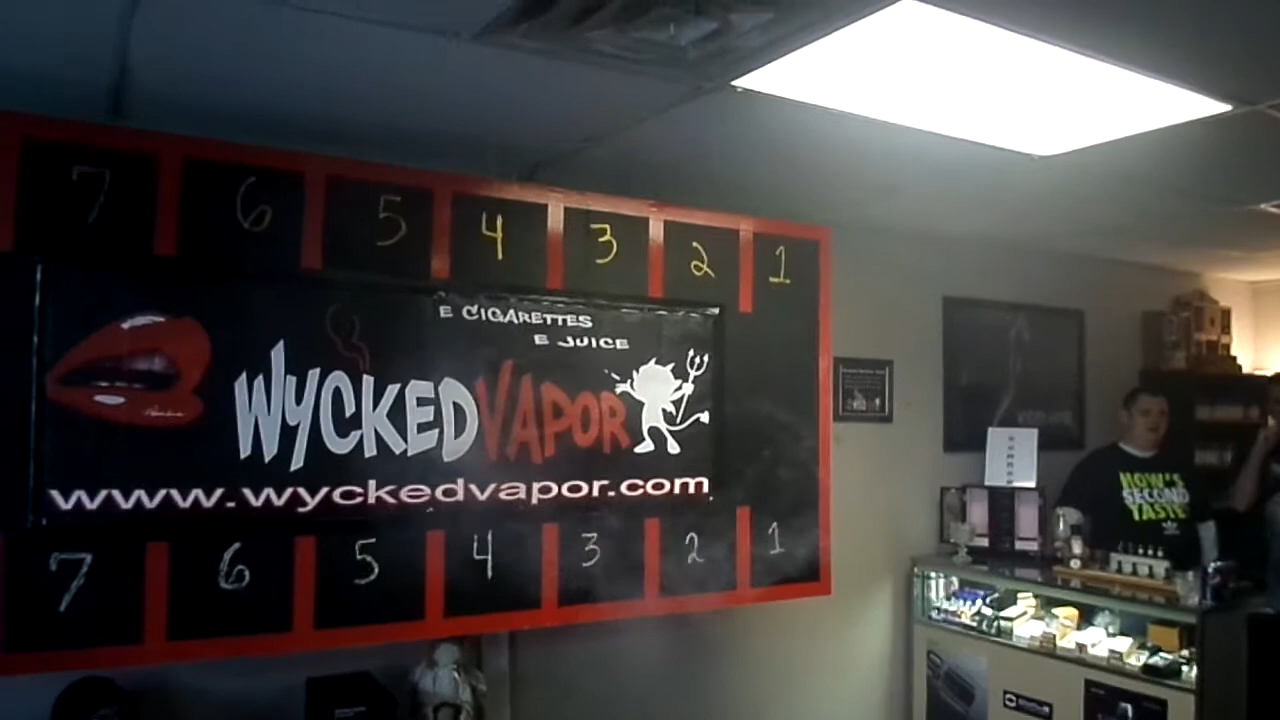 7 6 5 4 3 2 1
E CIGARETTES
E JUICE
WYCKEDVAPOR
www.wyckedvapor.com
7 6 5 4 3 2 1
HOW'S
SECOND
TASTE